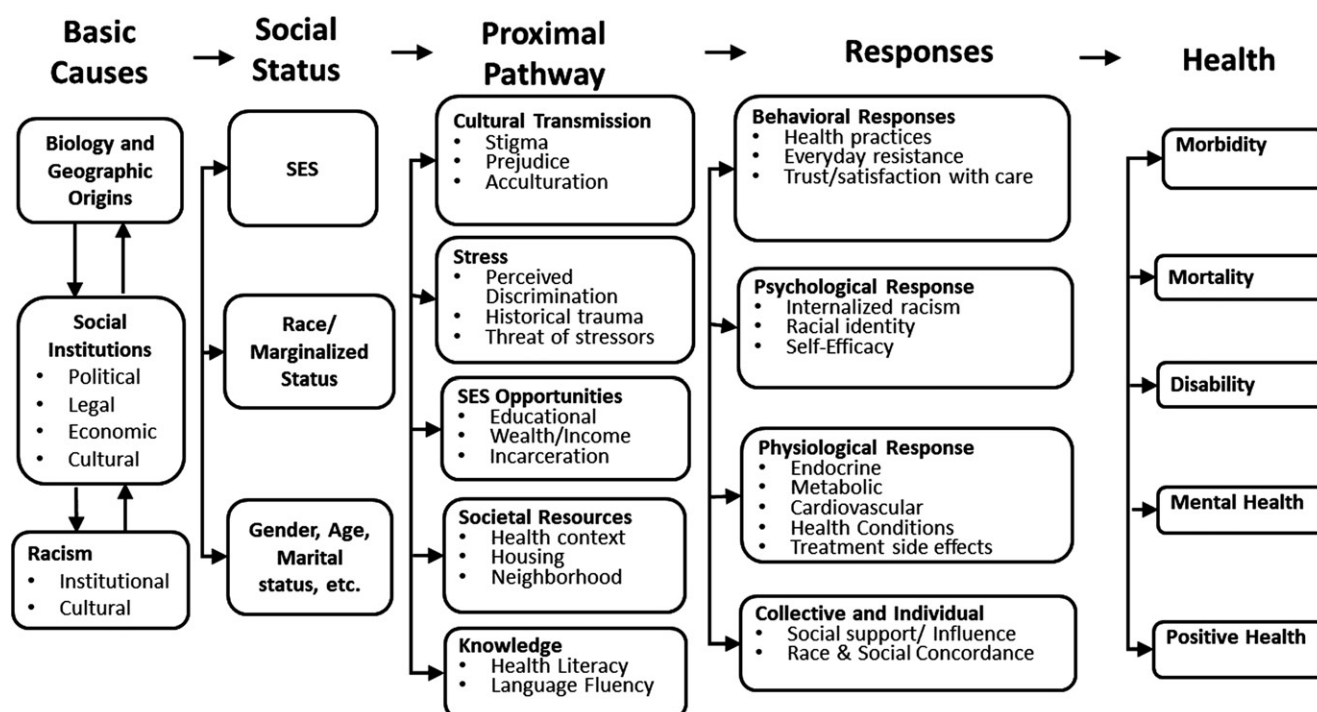 Basic
Causes
Social
Status
Proximal
Pathway
Responses
Health
Biology and
Geographic
Origins
Social
Institutions
• Political
• Legal
• Economic
• Cultural
Racism
• Institutional
• Cultural
SES
Race/
Marginalized
Status
Gender, Age,
Marital
status, etc.
Cultural Transmission
• Stigma
• Prejudice
• Acculturation
Stress
• Perceived
Discrimination
• Historical trauma
• Threat of stressors
SES Opportunities
• Educational
• Wealth/Income
• Incarceration
Societal Resources
• Health context
• Housing
• Neighborhood
Knowledge
• Health Literacy
• Language Fluency
Behavioral Responses
• Health practices
• Everyday resistance
• Trust/satisfaction with care
Psychological Response
• Internalized racism
• Racial identity
• Self-Efficacy
Physiological Response
• Endocrine
• Metabolic
• Cardiovascular
• Health Conditions
• Treatment side effects
Collective and Individual
• Social support/ Influence
• Race & Social Concordance
Morbidity
Mortality
Disability
Mental Health
Positive Health